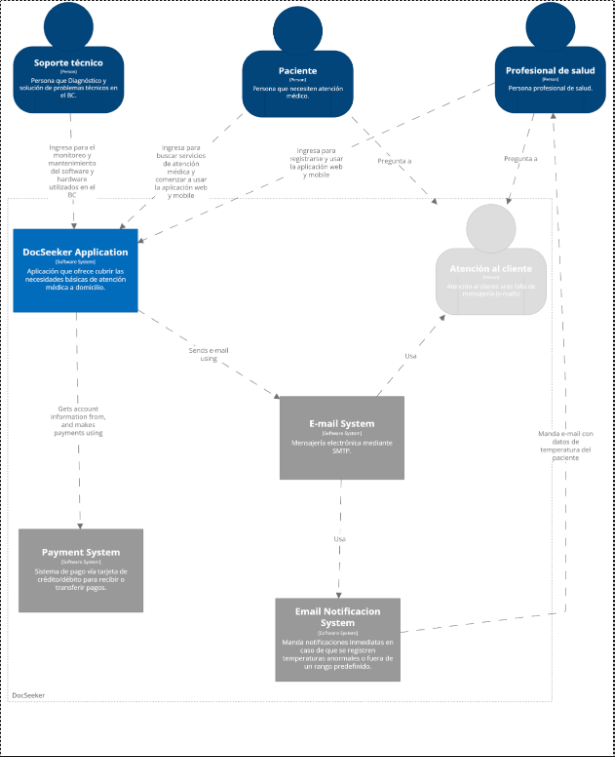 Soporte técnico
[Person]
Persona que Diagnóstico y
solución de problemas técnicos en
el BC.
Paciente
[Person]
Persona que necesiten atención
médico.
Profesional de salud
[Person]
Persona profesional de salud.
Ingresa para el
monitoreo y
mantenimiento
del software y
hardware
utilizados en el
BC
Ingresa para
buscar servicios
de atención
médica y
comenzar a usar
la aplicación web
y mobile
Ingresa para
registrarse y usar
la aplicación web
y mobile
Pregunta a
Pregunta a
DocSeeker Application
[Software System]
Aplicación que ofrece cubrir las
necesidades básicas de atención
médica a domicilio.
Atención al cliente
[Person]
Atención al cliente ante fallo de
mensajería (e-mails)
Sends e-mail
using
Usa
Gets account
information from,
and makes
payments using
E-mail System
[Software System]
Mensajería electrónica mediante
SMTP.
Manda e-mail con
datos de
temperatura del
paciente
Payment System
[Software System]
Sistema de pago vía tarjeta de
crédito/débito para recibir o
transferir pagos.
Usa
Email Notificacion
System
[Software System]
Manda notificaciones inmediatas en
caso de que se registren
temperaturas anormales o fuera de
un rango predefinido.
DocSeeker